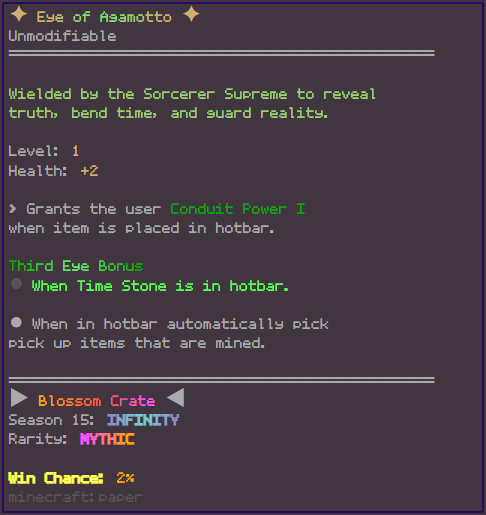 ✦ Eye of Agamotto ✦
Unmodifiable
Wielded by the Sorcerer Supreme to reveal
truth, bend time, and guard reality.
Level: 1
Health: +2
> Grants the user Conduit Power I
when item is placed in hotbar.
Third Eye Bonus
● When Time Stone is in hotbar.
● When in hotbar automatically pick
pick up items that are mined.
▶ Blossom Crate ◀
Season 15: INFINITY
Rarity: MYTHIC
Win Chance: 2%
minecraft:paper